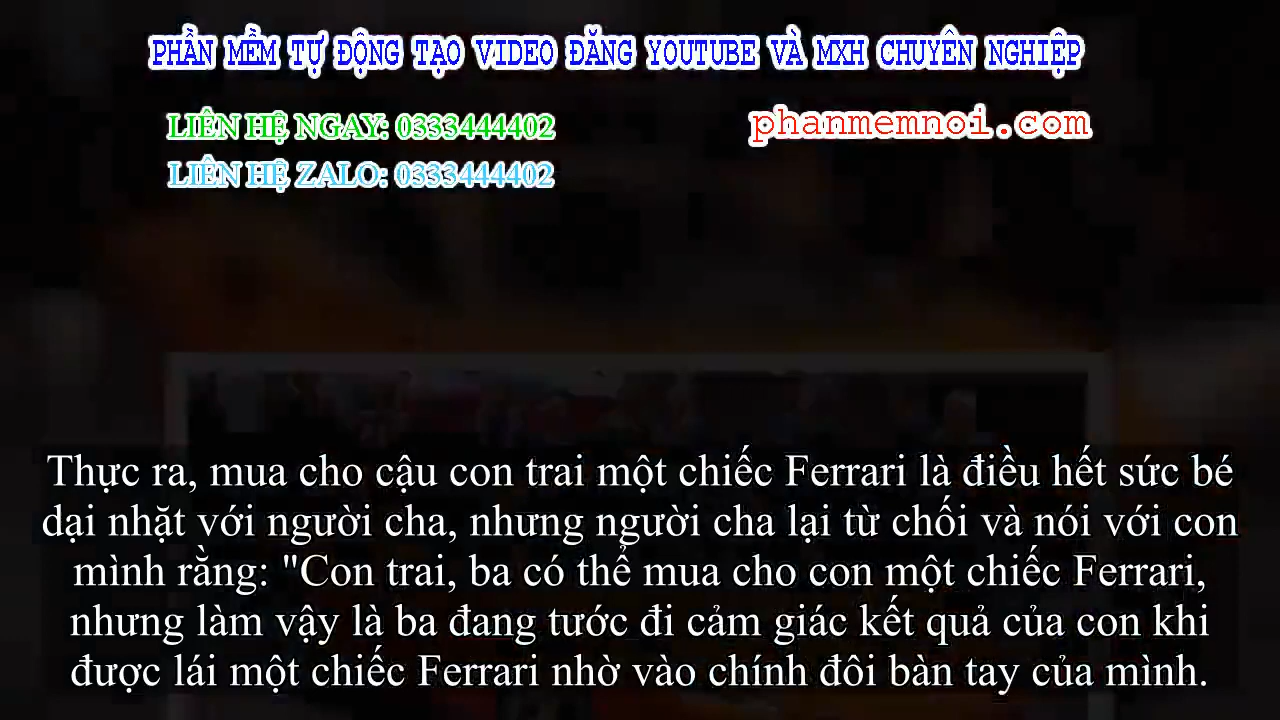 PHẦN MỀM TỰ ĐỘNG TẠO VIDEO ĐĂNG YOUTUBE VÀ MXH CHUYÊN NGHIỆP
LIÊN HỆ NGAY: 0333444402
phanmemnoi.com
LIÊN HỆ ZALO: 0333444402
Thực ra, mua cho cậu con trai một chiếc Ferrari là điều hết sức bé
dại nhặt với người cha, nhưng người cha lại từ chối và nói với con
mình rằng: "Con trai, ba có thể mua cho con một chiếc Ferrari,
nhưng làm vậy là ba đang tước đi cảm giác kết quả của con khi
được lái một chiếc Ferrari nhờ vào chính đôi bàn tay của mình.